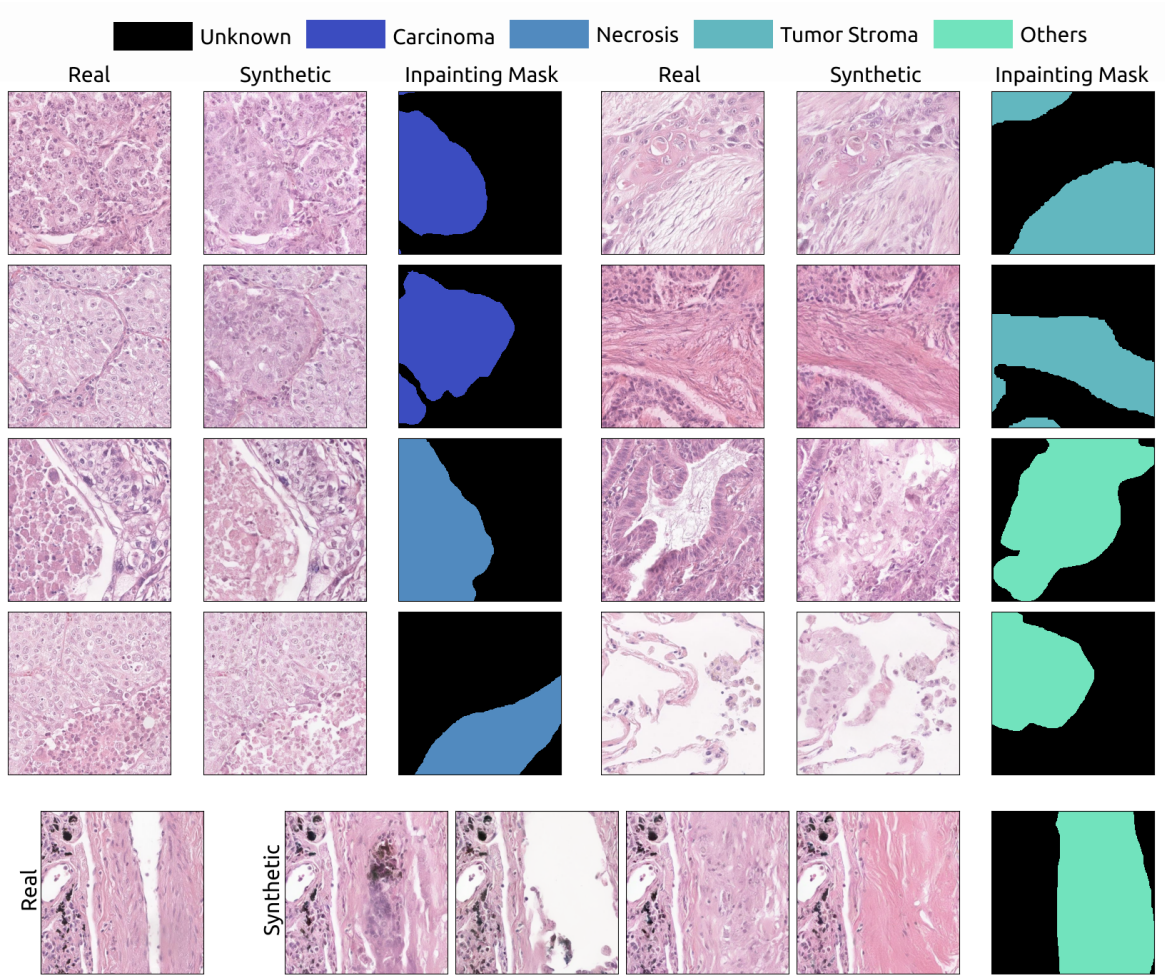 Unknown Carcinoma Necrosis Tumor Stroma Others
Real Synthetic Inpainting Mask Real Synthetic Inpainting Mask
Real
Synthetic